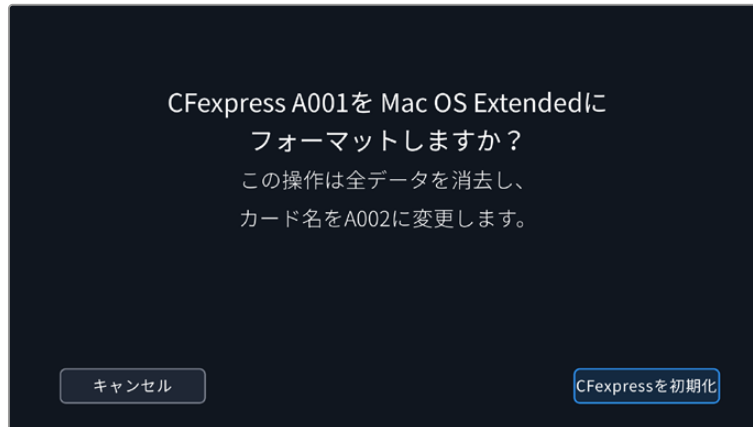 CFexpress A001を Mac OS Extendedに
フォーマットしますか？
この操作は全データを消去し、
カード名をA002に変更します。
キャンセル
CFexpressを初期化